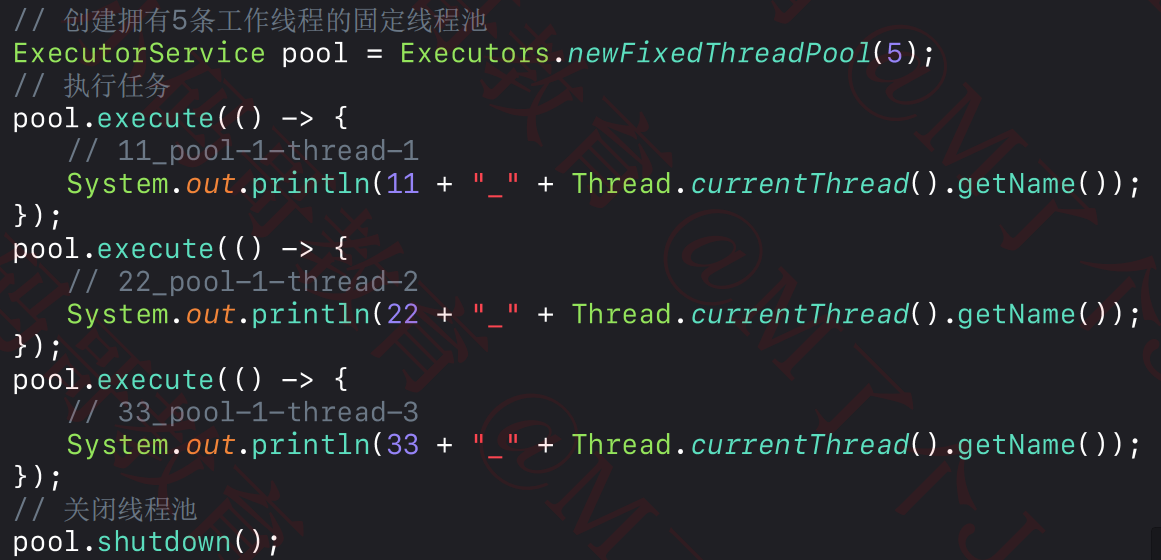 // 创建拥有5条工作线程的固定线程池
ExecutorService pool = Executors.newFixedThreadPool(5);
// 执行任务
pool.execute(() -> {
    // 11_pool-1-thread-1
    System.out.println(11 + "_" + Thread.currentThread().getName());
});
pool.execute(() -> {
    // 22_pool-1-thread-2
    System.out.println(22 + "_" + Thread.currentThread().getName());
});
pool.execute(() -> {
    // 33_pool-1-thread-3
    System.out.println(33 + "_" + Thread.currentThread().getName());
});
// 关闭线程池
pool.shutdown();